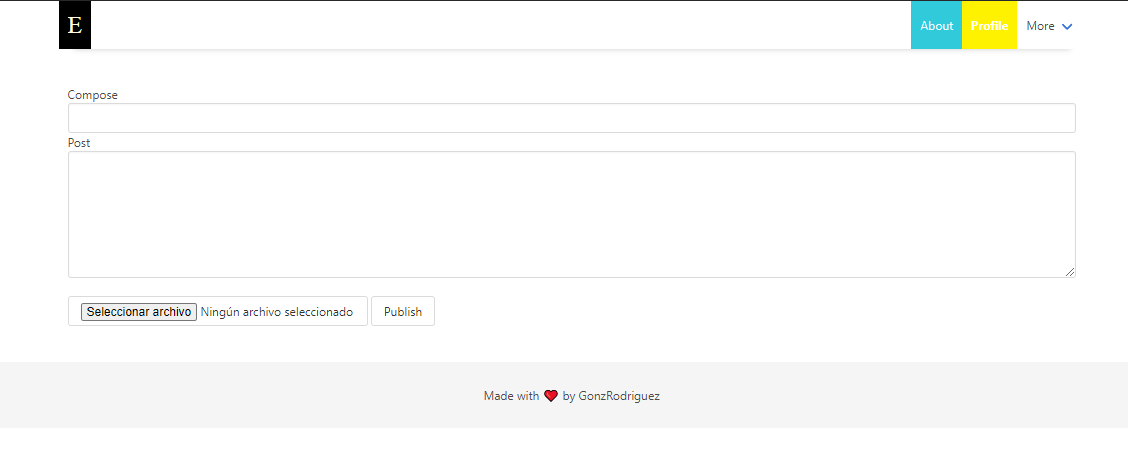 E About Profile More
Compose
Post
Seleccionar archivo Ningún archivo seleccionado Publish
Made with ❤ by GonzRodriguez